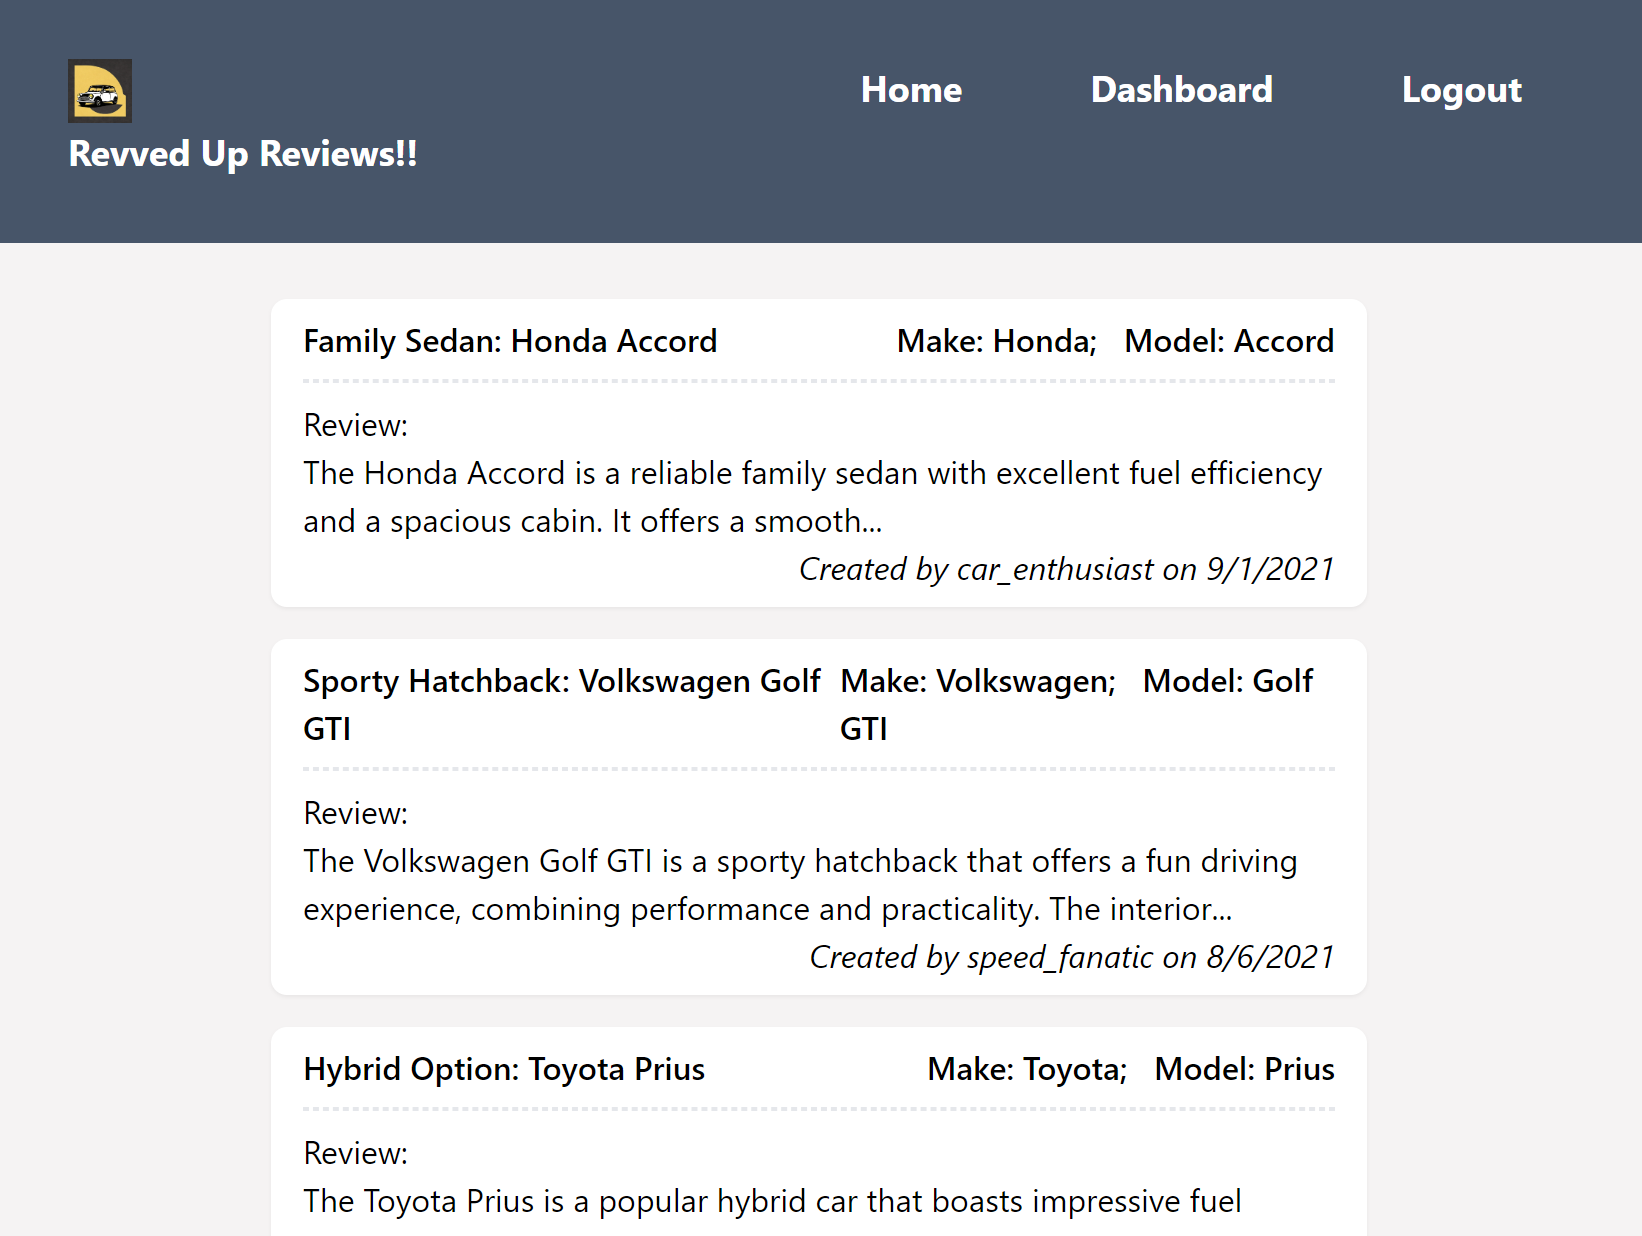 Home Dashboard Logout
Revved Up Reviews!!
Family Sedan: Honda Accord Make: Honda; Model: Accord
Review:
The Honda Accord is a reliable family sedan with excellent fuel efficiency
and a spacious cabin. It offers a smooth...
Created by car_enthusiast on 9/1/2021
Sporty Hatchback: Volkswagen Golf
GTI
Make: Volkswagen; Model: Golf
GTI
Review:
The Volkswagen Golf GTI is a sporty hatchback that offers a fun driving
experience, combining performance and practicality. The interior...
Created by speed_fanatic on 8/6/2021
Hybrid Option: Toyota Prius Make: Toyota; Model: Prius
Review:
The Toyota Prius is a popular hybrid car that boasts impressive fuel